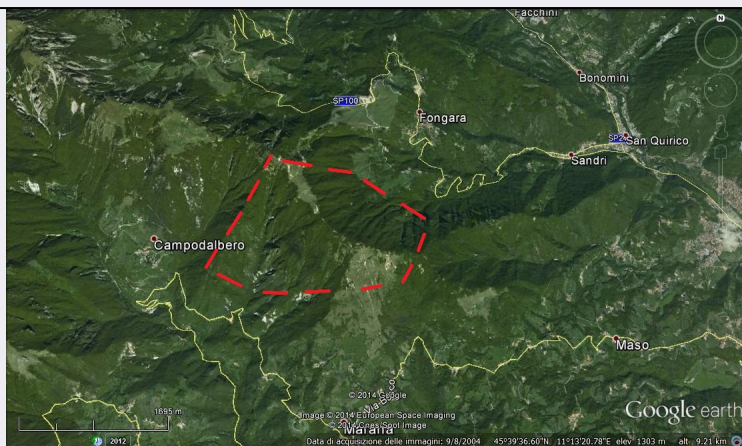 Facchini
N
Bonomini
SP100
Fongara
SP2
San Quirico
Sandri
Campodalbero
Maso
© 2014 Google
Image © 2014 European Space Imaging
© 2014 Cnes/Spot Image
Marana
1695 m
Google earth
2012
Data di acquisizione delle immagini: 9/8/2004 45°39'36.60"N 11°13'20.78"E elev 1303 m alt 9.21 km